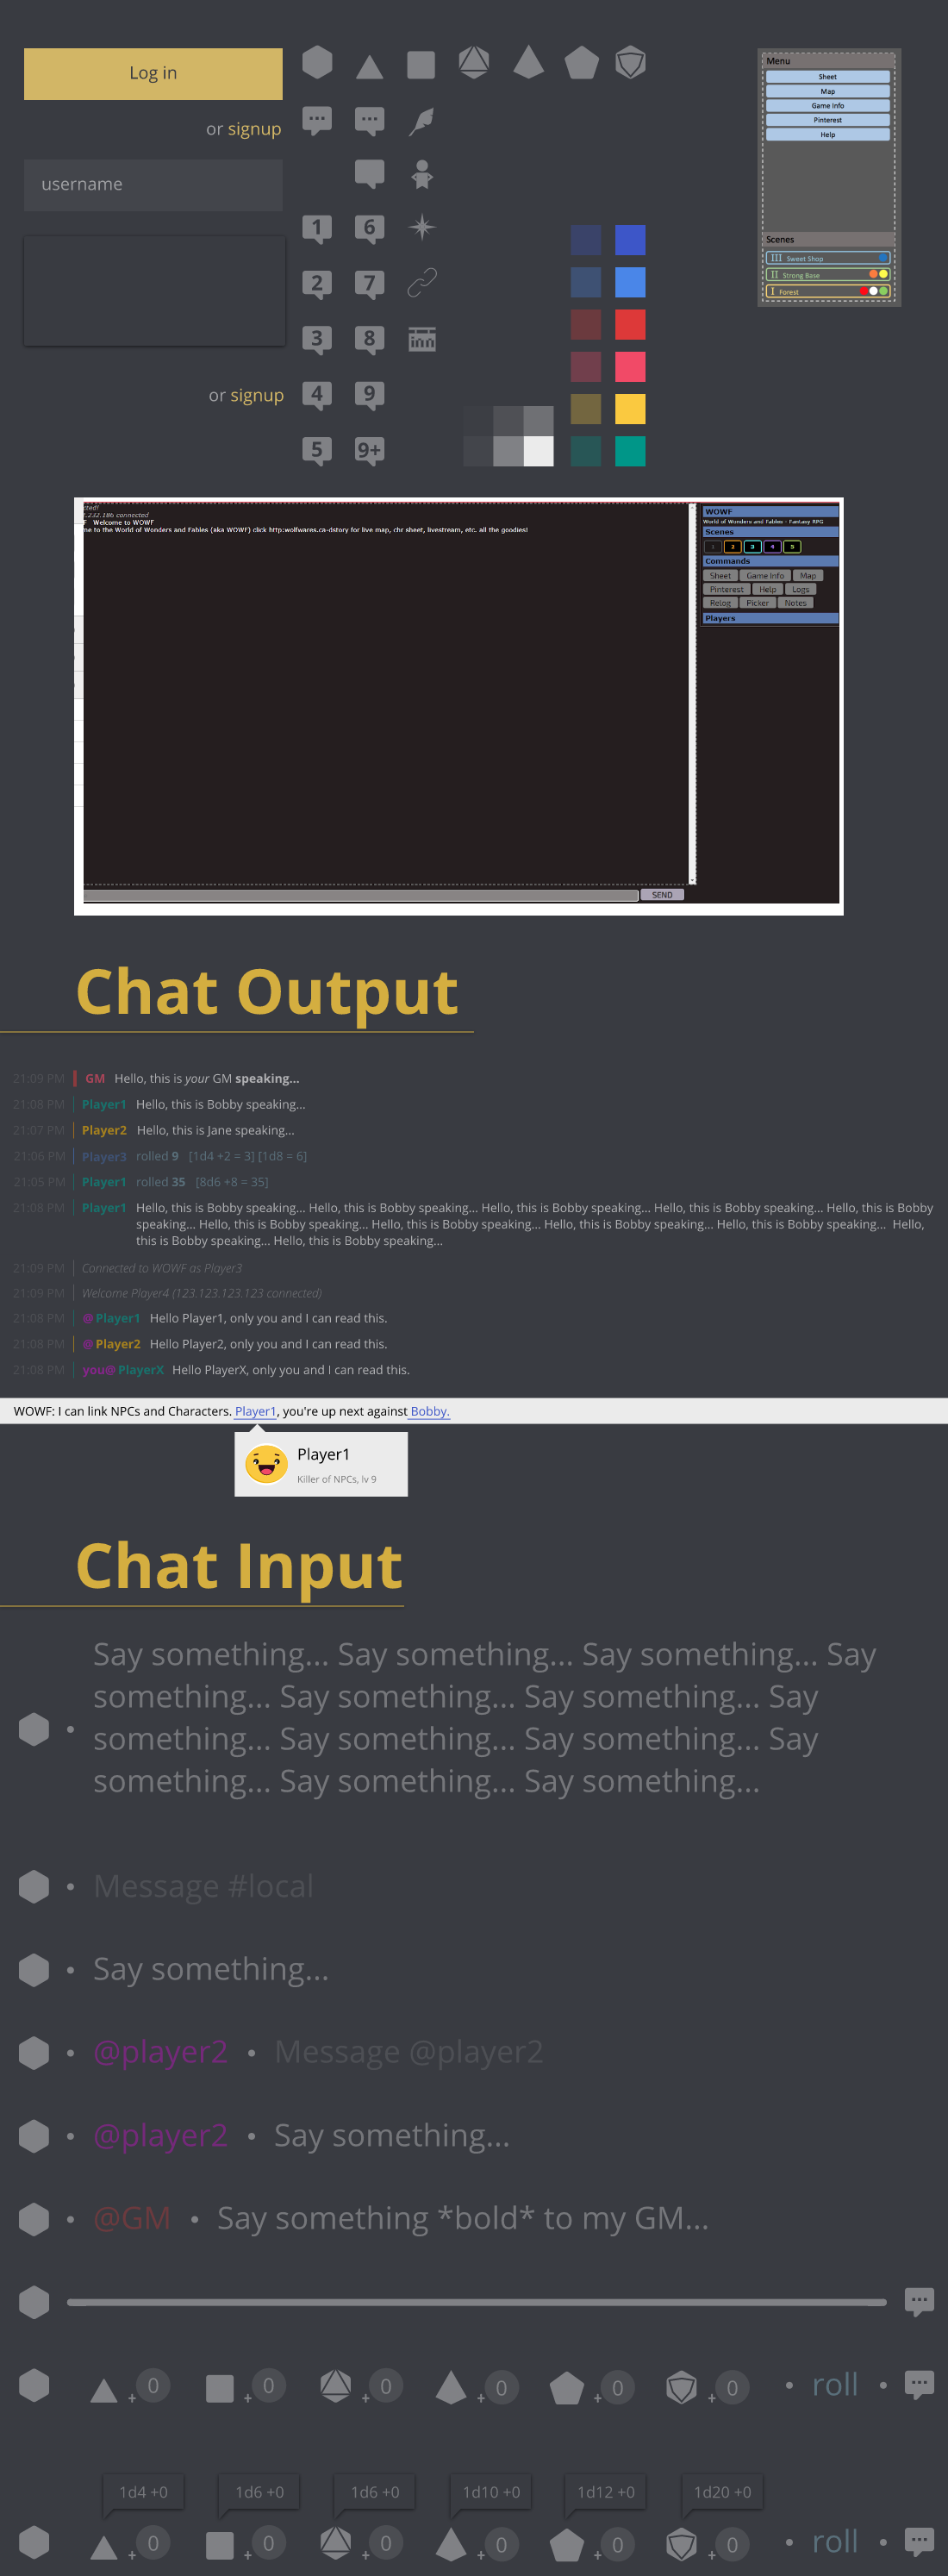 Log in
or signup
username
or signup
1 6
2 7
3 8
inn
4 9
5 9+
Menu
Sheet
Map
Game Info
Pinterest
Help
Scenes
III Sweet Shop
II Strong Base
I Forest
cted!
.232.186 connected
F Welcome to WOWF
me to the World of Wonders and Fables (aka WOWF) click http:wolfwares.ca-dstory for live map, chr sheet, livestream, etc. all the goodies!
SEND
WOWF
World of Wonders and Fables - Fantasy RPG
Scenes
1 2 3 4 5
Commands
Sheet Game Info Map
Pinterest Help Logs
Relog Picker Notes
Players
Chat Output
21:09 PM GM Hello, this is your GM speaking...
21:08 PM Player1 Hello, this is Bobby speaking...
21:07 PM Player2 Hello, this is Jane speaking...
21:06 PM Player3 rolled 9 [1d4 +2 = 3] [1d8 = 6]
21:05 PM Player1 rolled 35 [8d6 +8 = 35]
21:08 PM Player1 Hello, this is Bobby speaking... Hello, this is Bobby speaking... Hello, this is Bobby speaking... Hello, this is Bobby speaking... Hello, this is Bobby
speaking... Hello, this is Bobby speaking... Hello, this is Bobby speaking... Hello, this is Bobby speaking... Hello, this is Bobby speaking... Hello,
this is Bobby speaking... Hello, this is Bobby speaking...
21:09 PM Connected to WOWF as Player3
21:09 PM Welcome Player4 (123.123.123.123 connected)
21:08 PM @ Player1 Hello Player1, only you and I can read this.
21:08 PM @ Player2 Hello Player2, only you and I can read this.
21:08 PM you@ PlayerX Hello PlayerX, only you and I can read this.
WOWF: I can link NPCs and Characters. Player1, you're up next against Bobby.
Player1
Killer of NPCs, lv 9
Chat Input
Say something... Say something... Say something... Say
something... Say something... Say something... Say
something... Say something... Say something... Say
something... Say something... Say something...
Message #local
Say something...
@player2 • Message @player2
@player2 • Say something...
@GM • Say something *bold* to my GM...
+ 0 + 0 + 0 + 0 + 0 + 0 • roll •
1d4 +0 1d6 +0 1d6 +0 1d10 +0 1d12 +0 1d20 +0
+ 0 + 0 + 0 + 0 + 0 + 0 • roll •